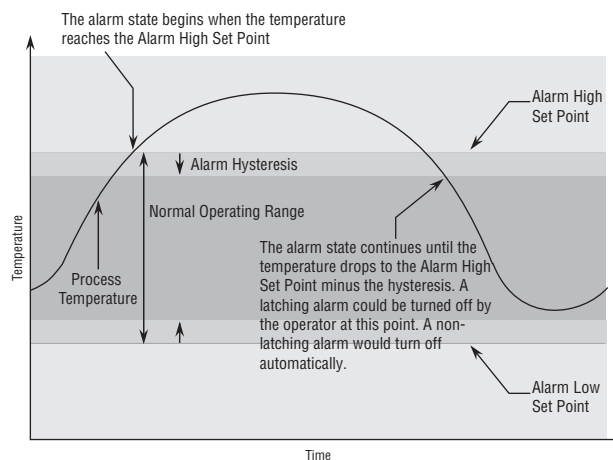 The alarm state begins when the temperature
reaches the Alarm High Set Point
Alarm High
Set Point
Alarm Hysteresis
Normal Operating Range
Temperature
Process
Temperature
The alarm state continues until the
temperature drops to the Alarm High
Set Point minus the hysteresis. A
latching alarm could be turned off by
the operator at this point. A non-
latching alarm would turn off
automatically.
Alarm Low
Set Point
Time